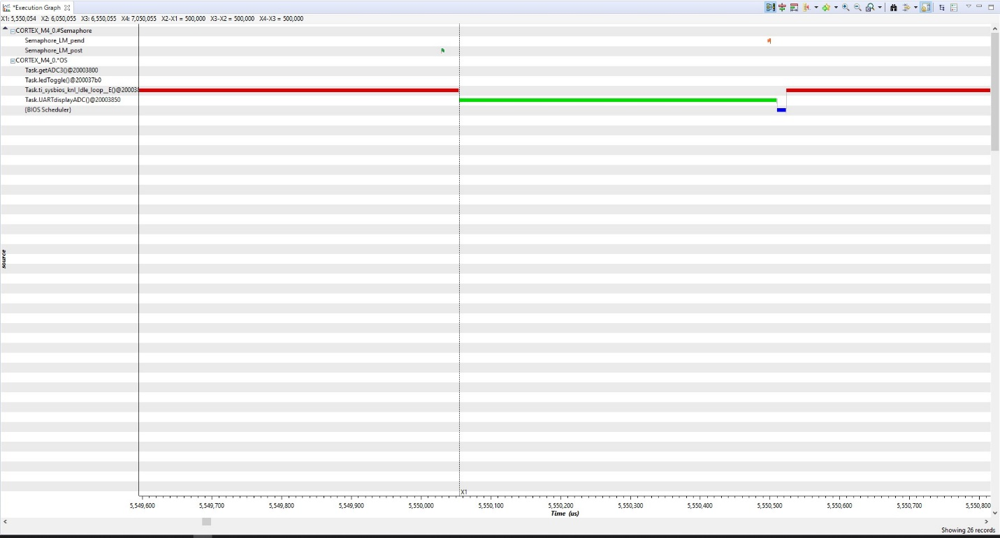 *Execution Graph
X1: 5,550,054 X2: 6,050,055 X3: 6,550,055 X4: 7,050,055 X2-X1 = 500,000 X3-X2 = 500,000 X4-X3 = 500,000
CORTEX_M4_0.#Semaphore
Semaphore_LM_pend
Semaphore_LM_post
CORTEX_M4_0.*OS
Task.getADC3()@20003800
Task.ledToggle()@200037b0
Task.ti_sysbios_knl_Idle_loop__E()@20003
Task.UARTdisplayADC()@20003850
(BIOS Scheduler)
source
X1
5,549,600 5,549,700 5,549,800 5,549,900 5,550,000 5,550,100 5,550,200 5,550,300 5,550,400 5,550,500 5,550,600 5,550,700 5,550,800
Time (us)
Showing 26 records